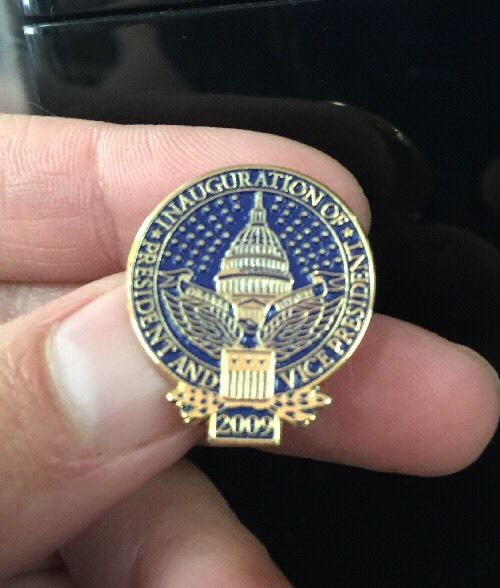 ★ INAUGURATION OF ★
PRESIDENT AND VICE PRESIDENT
2009